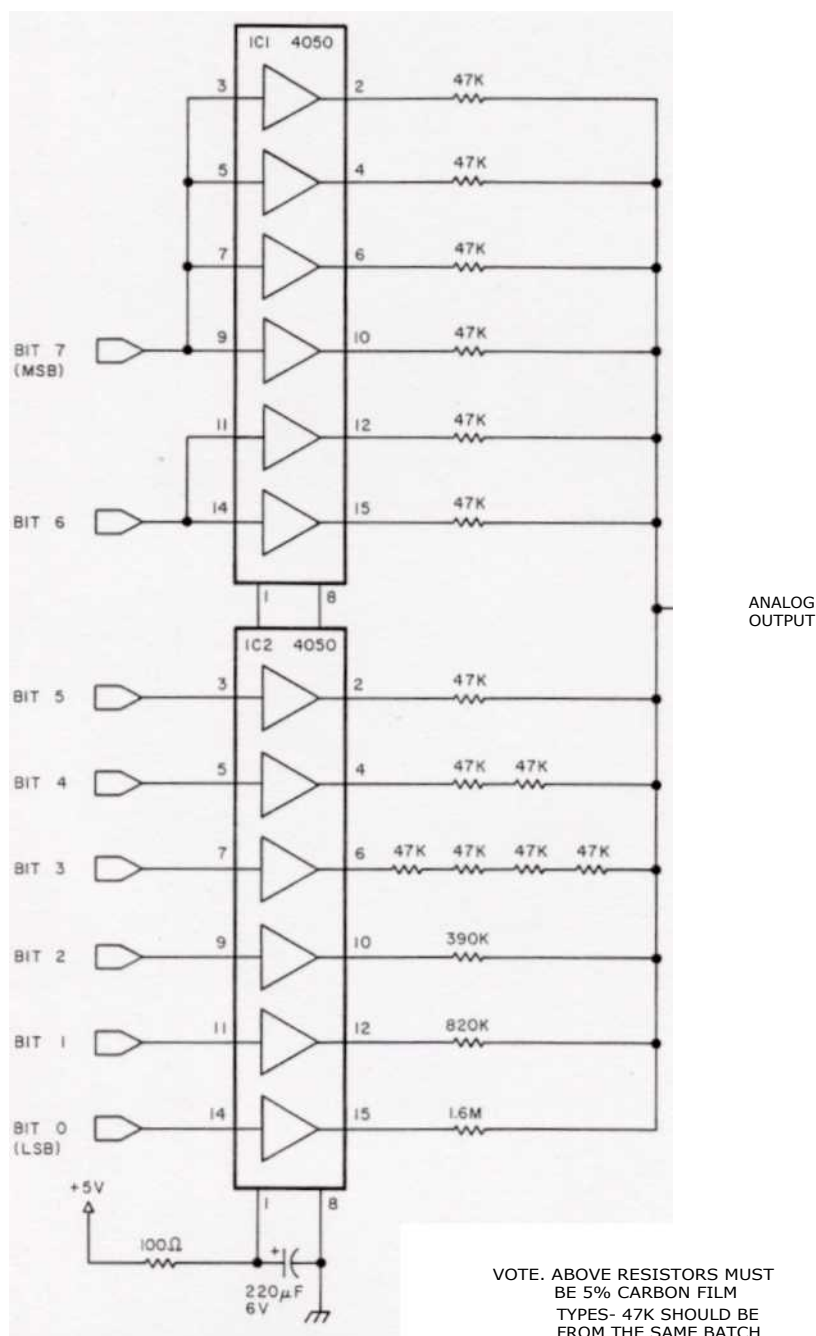 IC1 4050
3 2 47K
5 4 47K
7 6 47K
BIT 7 9 10 47K
(MSB)
11 12 47K
BIT 6 14 15 47K
1 8
ANALOG
OUTPUT
IC2 4050
BIT 5 3 2 47K
BIT 4 5 4 47K 47K
BIT 3 7 6 47K 47K 47K 47K
BIT 2 9 10 390K
BIT 1 11 12 820K
BIT 0 14 15 1.6M
(LSB)
+5V
1 8
100Ω
+
220µF
6V
VOTE. ABOVE RESISTORS MUST
BE 5% CARBON FILM
TYPES- 47K SHOULD BE
FROM THE SAME BATCH